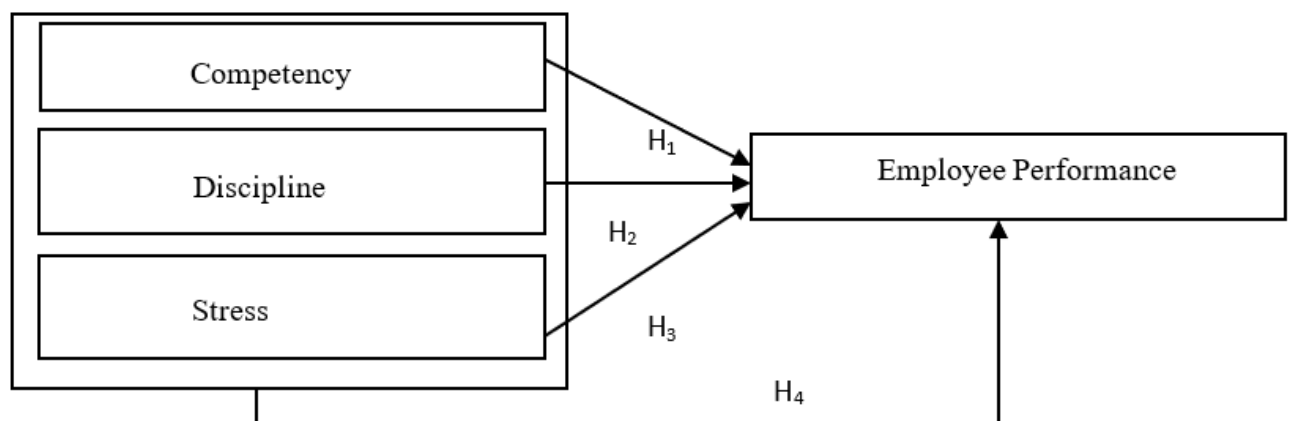 Competency
H₁
Employee Performance
Discipline
H₂
Stress
H₃
H₄